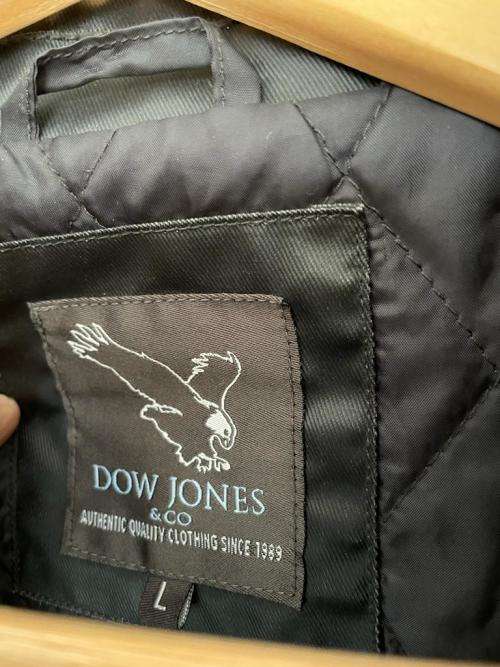 DOW JONES
& CO
AUTHENTIC QUALITY CLOTHING SINCE 1989
L